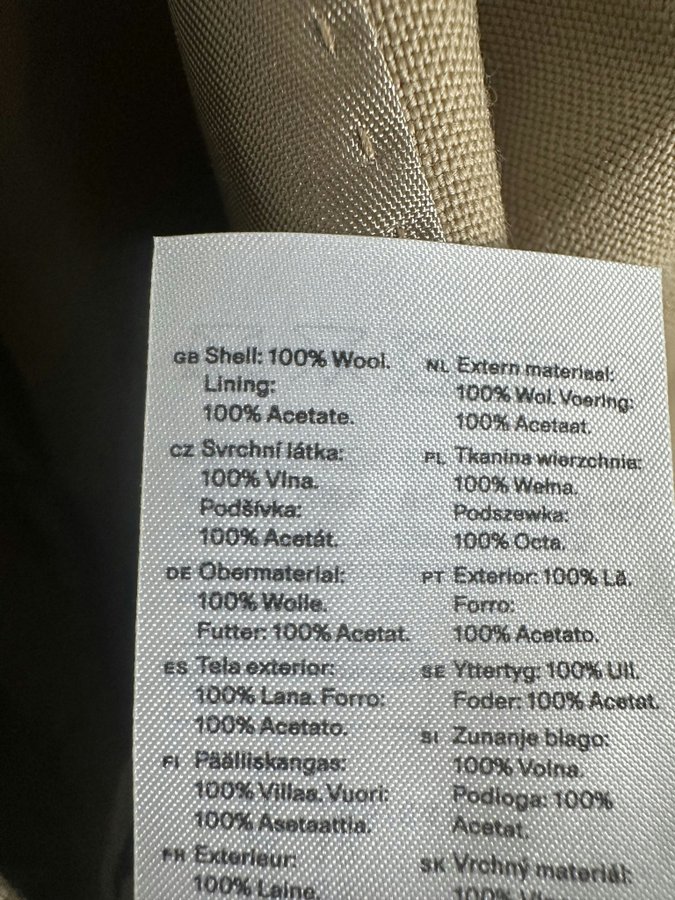 GB Shell: 100% Wool.
Lining:
100% Acetate.
CZ Svrchní látka:
100% Vlna.
Podšívka:
100% Acetát.
DE Obermaterial:
100% Wolle.
Futter: 100% Acetat.
ES Tela exterior:
100% Lana. Forro:
100% Acetato.
FI Päälliskangas:
100% Villaa. Vuori:
100% Asetaattia.
FR Exterieur:
100% Laine.
NL Extern materiaal:
100% Wol. Voering:
100% Acetaat.
PL Tkanina wierzchnia:
100% Wełna.
Podszewka:
100% Octa.
PT Exterior: 100% Lã.
Forro:
100% Acetato.
SE Yttertyg: 100% Ull.
Foder: 100% Acetat.
SI Zunanje blago:
100% Volna.
Podloga: 100%
Acetat.
SK Vrchný materiál:
100%